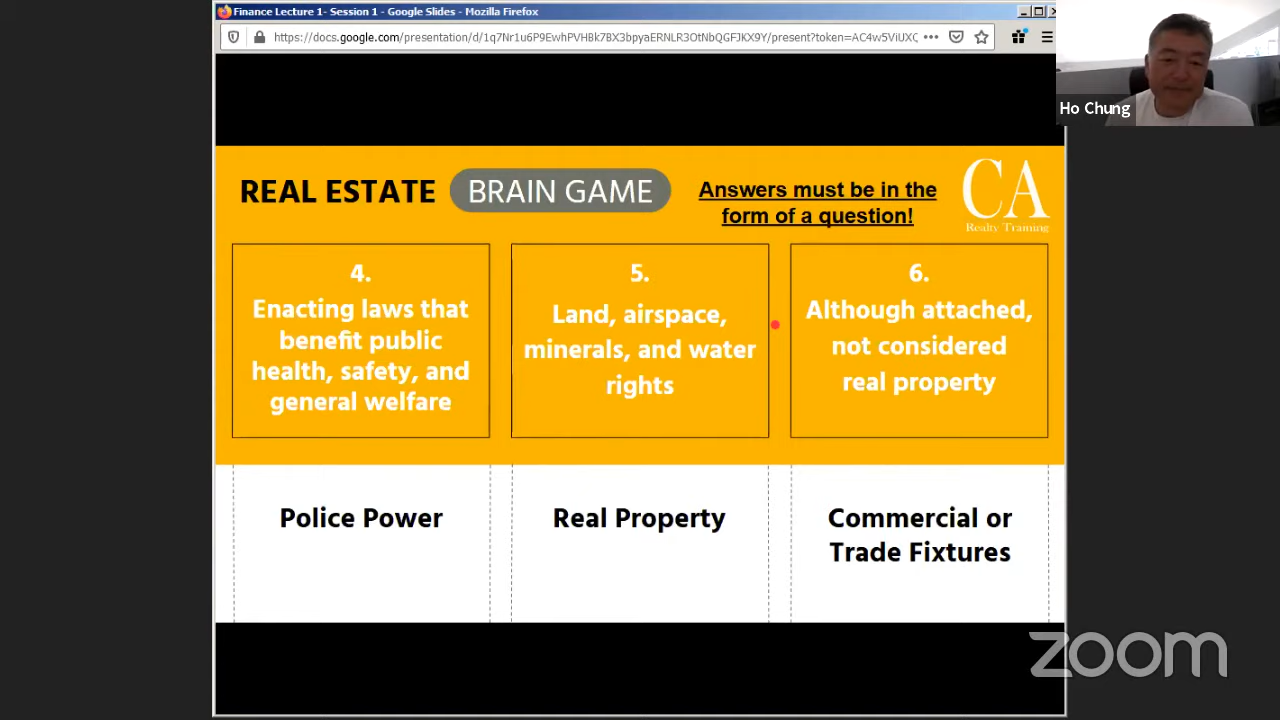 Finance Lecture 1- Session 1 - Google Slides - Mozilla Firefox
https://docs.google.com/presentation/d/1q7Nr1u6P9EwhPVHBk7BX3bpyaERNLR3OtNbQGFJKX9Y/present?token=AC4w5ViUXC
Ho Chung
REAL ESTATE BRAIN GAME
Answers must be in the
form of a question!
CA
Realty Training
4.
Enacting laws that
benefit public
health, safety, and
general welfare
5.
Land, airspace,
minerals, and water
rights
6.
Although attached,
not considered
real property
Police Power
Real Property
Commercial or
Trade Fixtures
zoom